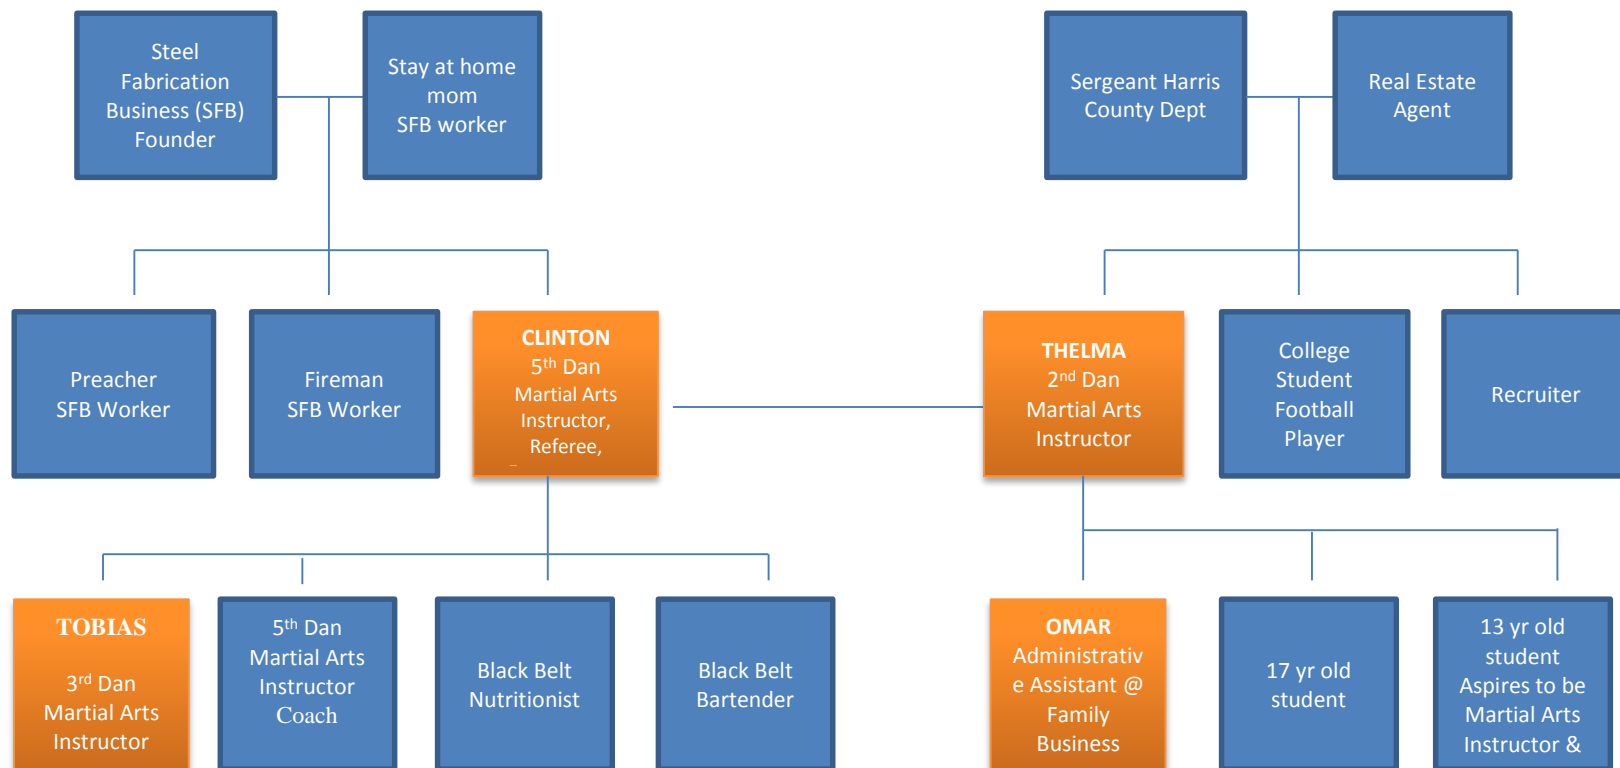 Steel
Fabrication
Business (SFB)
Founder
Stay at home
mom
SFB worker
Sergeant Harris
County Dept
Real Estate
Agent
Preacher
SFB Worker
Fireman
SFB Worker
CLINTON
5th Dan
Martial Arts
Instructor,
Referee,
THELMA
2nd Dan
Martial Arts
Instructor
College
Student
Football
Player
Recruiter
TOBIAS
3rd Dan
Martial Arts
Instructor
5th Dan
Martial Arts
Instructor
Coach
Black Belt
Nutritionist
Black Belt
Bartender
OMAR
Administrativ
e Assistant @
Family
Business
17 yr old
student
13 yr old
student
Aspires to be
Martial Arts
Instructor &